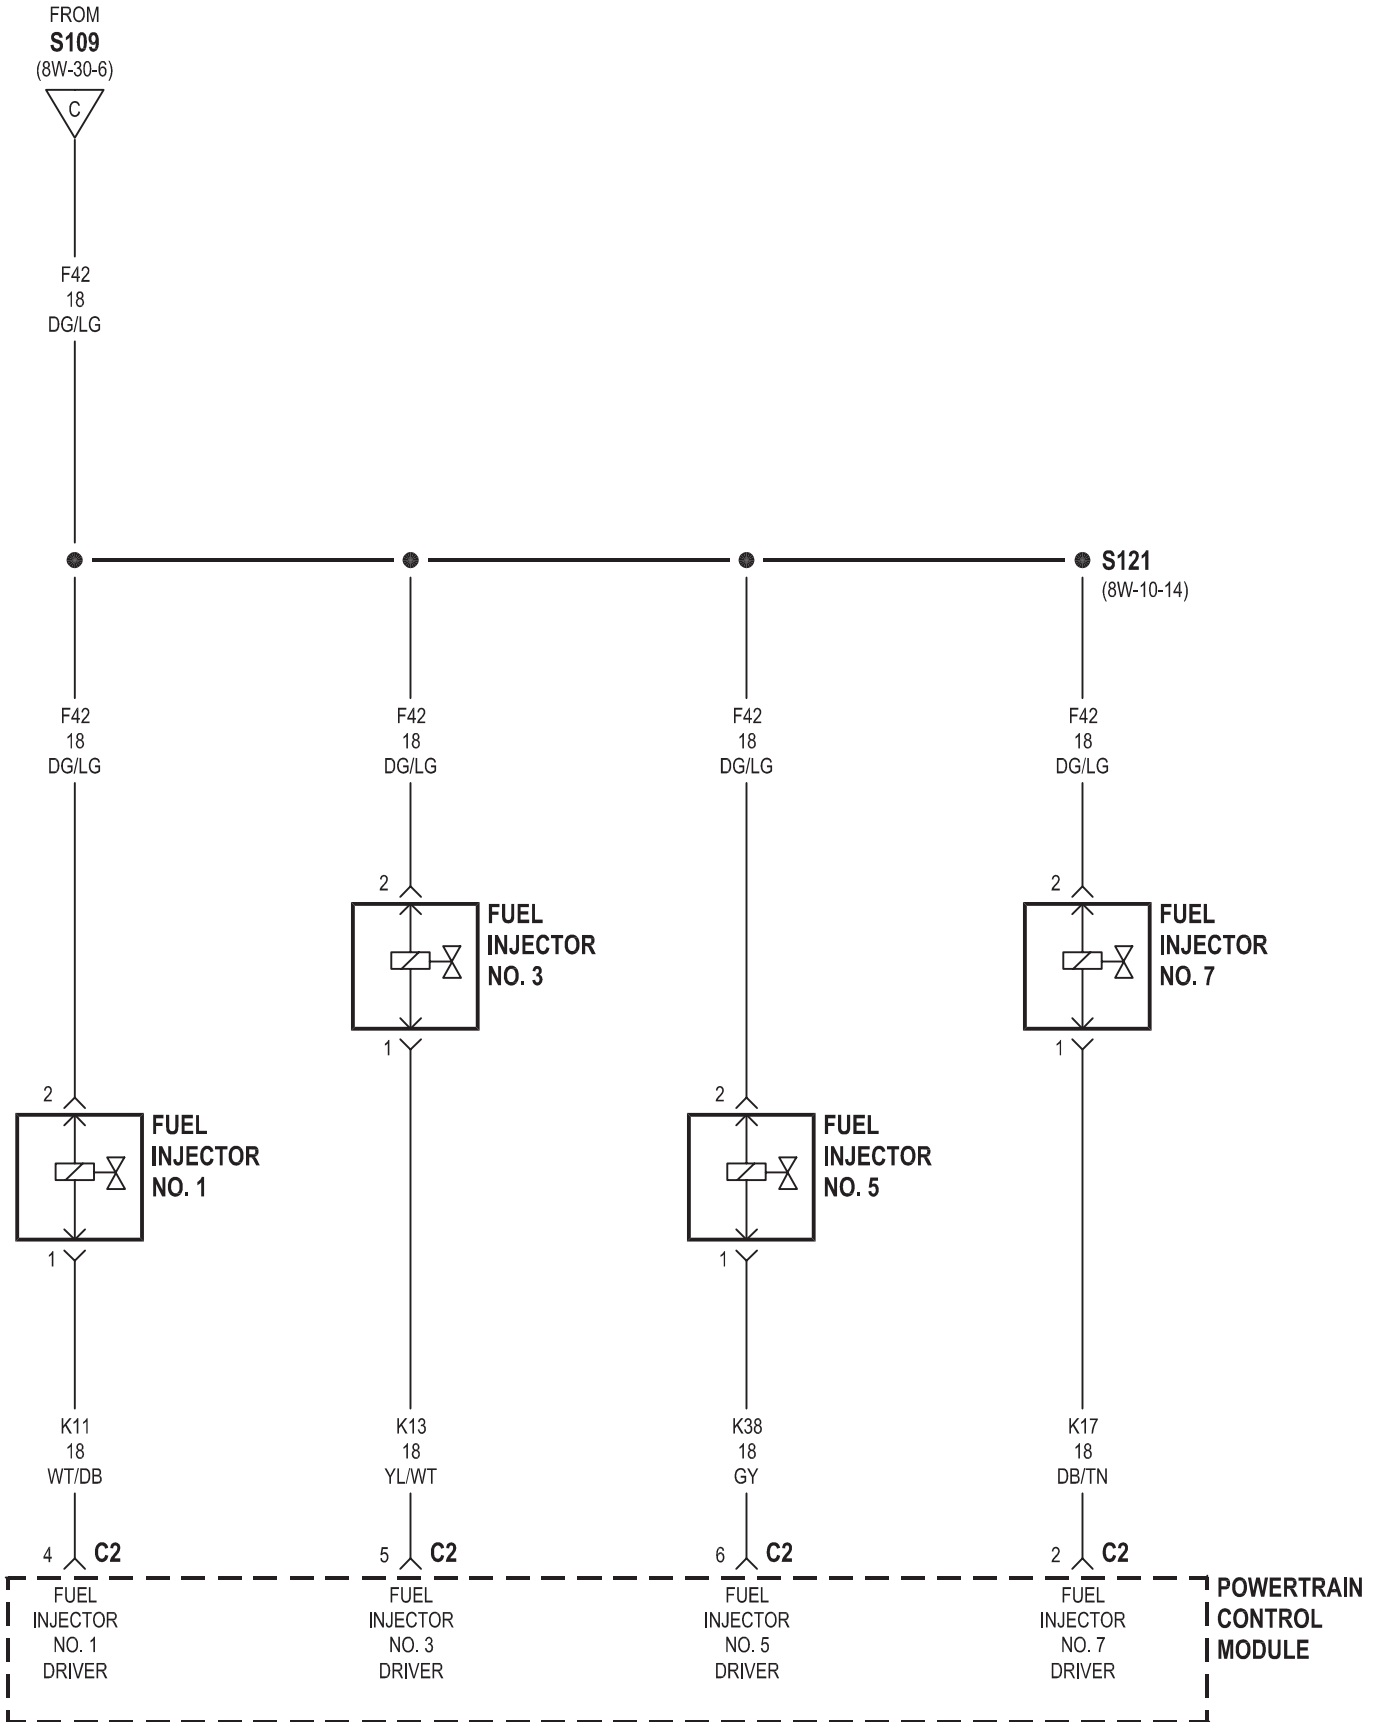 FROM
S109
(8W-30-6)
C
F42
18
DG/LG
S121
(8W-10-14)
F42
18
DG/LG
F42
18
DG/LG
F42
18
DG/LG
F42
18
DG/LG
2
FUEL
INJECTOR
NO. 3
1
2
FUEL
INJECTOR
NO. 7
1
2
FUEL
INJECTOR
NO. 1
1
2
FUEL
INJECTOR
NO. 5
1
K11
18
WT/DB
K13
18
YL/WT
K38
18
GY
K17
18
DB/TN
4 C2
5 C2
6 C2
2 C2
FUEL
INJECTOR
NO. 1
DRIVER
FUEL
INJECTOR
NO. 3
DRIVER
FUEL
INJECTOR
NO. 5
DRIVER
FUEL
INJECTOR
NO. 7
DRIVER
POWERTRAIN
CONTROL
MODULE